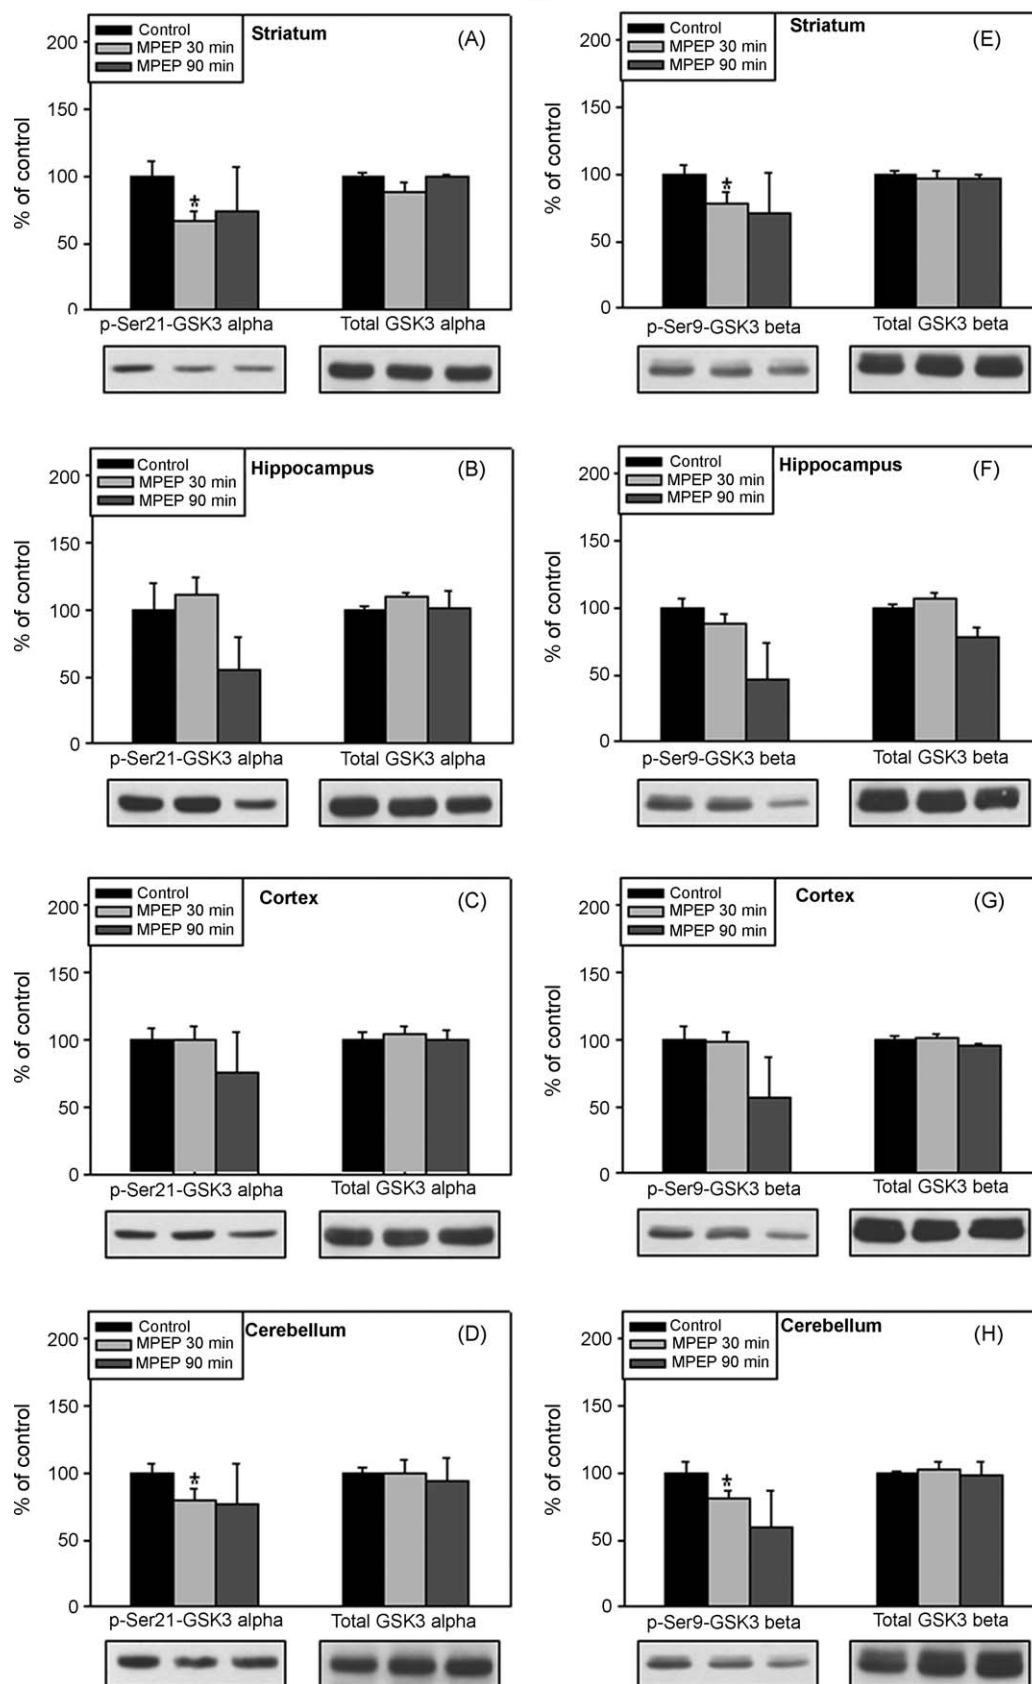 Control
MPEP 30 min
MPEP 90 min
Striatum
(A)
% of control
200
150
100
50
0
*
p-Ser21-GSK3 alpha
Total GSK3 alpha
Control
MPEP 30 min
MPEP 90 min
Striatum
(E)
% of control
200
150
100
50
0
*
p-Ser9-GSK3 beta
Total GSK3 beta
Control
MPEP 30 min
MPEP 90 min
Hippocampus
(B)
% of control
200
150
100
50
0
p-Ser21-GSK3 alpha
Total GSK3 alpha
Control
MPEP 30 min
MPEP 90 min
Hippocampus
(F)
% of control
200
150
100
50
0
p-Ser9-GSK3 beta
Total GSK3 beta
Control
MPEP 30 min
MPEP 90 min
Cortex
(C)
% of control
200
150
100
50
0
p-Ser21-GSK3 alpha
Total GSK3 alpha
Control
MPEP 30 min
MPEP 90 min
Cortex
(G)
% of control
200
150
100
50
0
p-Ser9-GSK3 beta
Total GSK3 beta
Control
MPEP 30 min
MPEP 90 min
Cerebellum
(D)
% of control
200
150
100
50
0
*
p-Ser21-GSK3 alpha
Total GSK3 alpha
Control
MPEP 30 min
MPEP 90 min
Cerebellum
(H)
% of control
200
150
100
50
0
*
p-Ser9-GSK3 beta
Total GSK3 beta